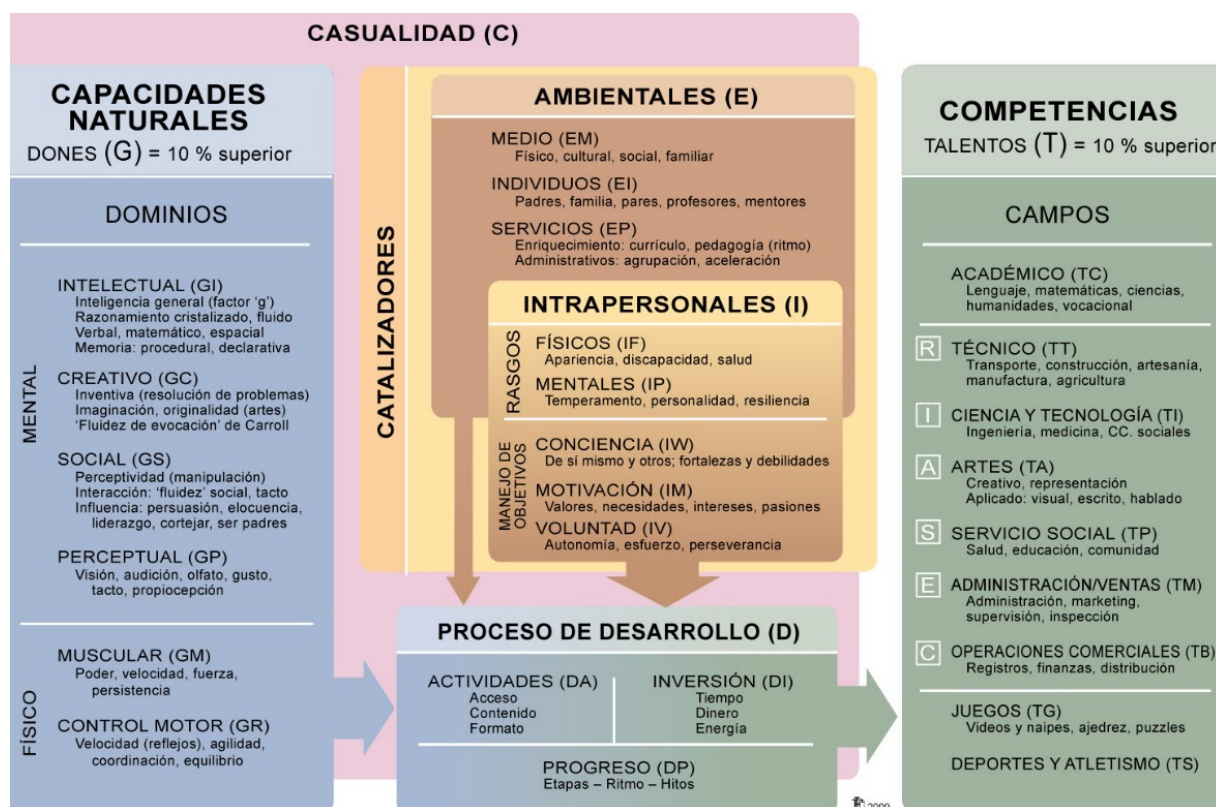 CASUALIDAD (C)
CAPACIDADES
NATURALES
DONES (G) = 10 % superior
DOMINIOS
MENTAL
INTELECTUAL (GI)
Inteligencia general (factor ‘g’)
Razonamiento cristalizado, fluido
Verbal, matemático, espacial
Memoria: procedural, declarativa
CREATIVO (GC)
Inventiva (resolución de problemas)
Imaginación, originalidad (artes)
‘Fluidez de evocación’ de Carroll
SOCIAL (GS)
Perceptividad (manipulación)
Interacción: ‘fluidez’ social, tacto
Influencia: persuasión, elocuencia,
liderazgo, cortejar, ser padres
PERCEPTUAL (GP)
Visión, audición, olfato, gusto,
tacto, propiocepción
FÍSICO
MUSCULAR (GM)
Poder, velocidad, fuerza,
persistencia
CONTROL MOTOR (GR)
Velocidad (reflejos), agilidad,
coordinación, equilibrio
CATALIZADORES
AMBIENTALES (E)
MEDIO (EM)
Físico, cultural, social, familiar
INDIVIDUOS (EI)
Padres, familia, pares, profesores, mentores
SERVICIOS (EP)
Enriquecimiento: currículo, pedagogía (ritmo)
Administrativos: agrupación, aceleración
INTRAPERSONALES (I)
RASGOS
FÍSICOS (IF)
Apariencia, discapacidad, salud
MENTALES (IP)
Temperamento, personalidad, resiliencia
MANEJO DE
OBJETIVOS
CONCIENCIA (IW)
De sí mismo y otros; fortalezas y debilidades
MOTIVACIÓN (IM)
Valores, necesidades, intereses, pasiones
VOLUNTAD (IV)
Autonomía, esfuerzo, perseverancia
PROCESO DE DESARROLLO (D)
ACTIVIDADES (DA)
Acceso
Contenido
Formato
INVERSIÓN (DI)
Tiempo
Dinero
Energía
PROGRESO (DP)
Etapas – Ritmo – Hitos
COMPETENCIAS
TALENTOS (T) = 10 % superior
CAMPOS
ACADÉMICO (TC)
Lenguaje, matemáticas, ciencias,
humanidades, vocacional
R TÉCNICO (TT)
Transporte, construcción, artesanía,
manufactura, agricultura
I CIENCIA Y TECNOLOGÍA (TI)
Ingeniería, medicina, CC. sociales
A ARTES (TA)
Creativo, representación
Aplicado: visual, escrito, hablado
S SERVICIO SOCIAL (TP)
Salud, educación, comunidad
E ADMINISTRACIÓN/VENTAS (TM)
Administración, marketing,
supervisión, inspección
C OPERACIONES COMERCIALES (TB)
Registros, finanzas, distribución
JUEGOS (TG)
Videos y naipes, ajedrez, puzzles
DEPORTES Y ATLETISMO (TS)
2009